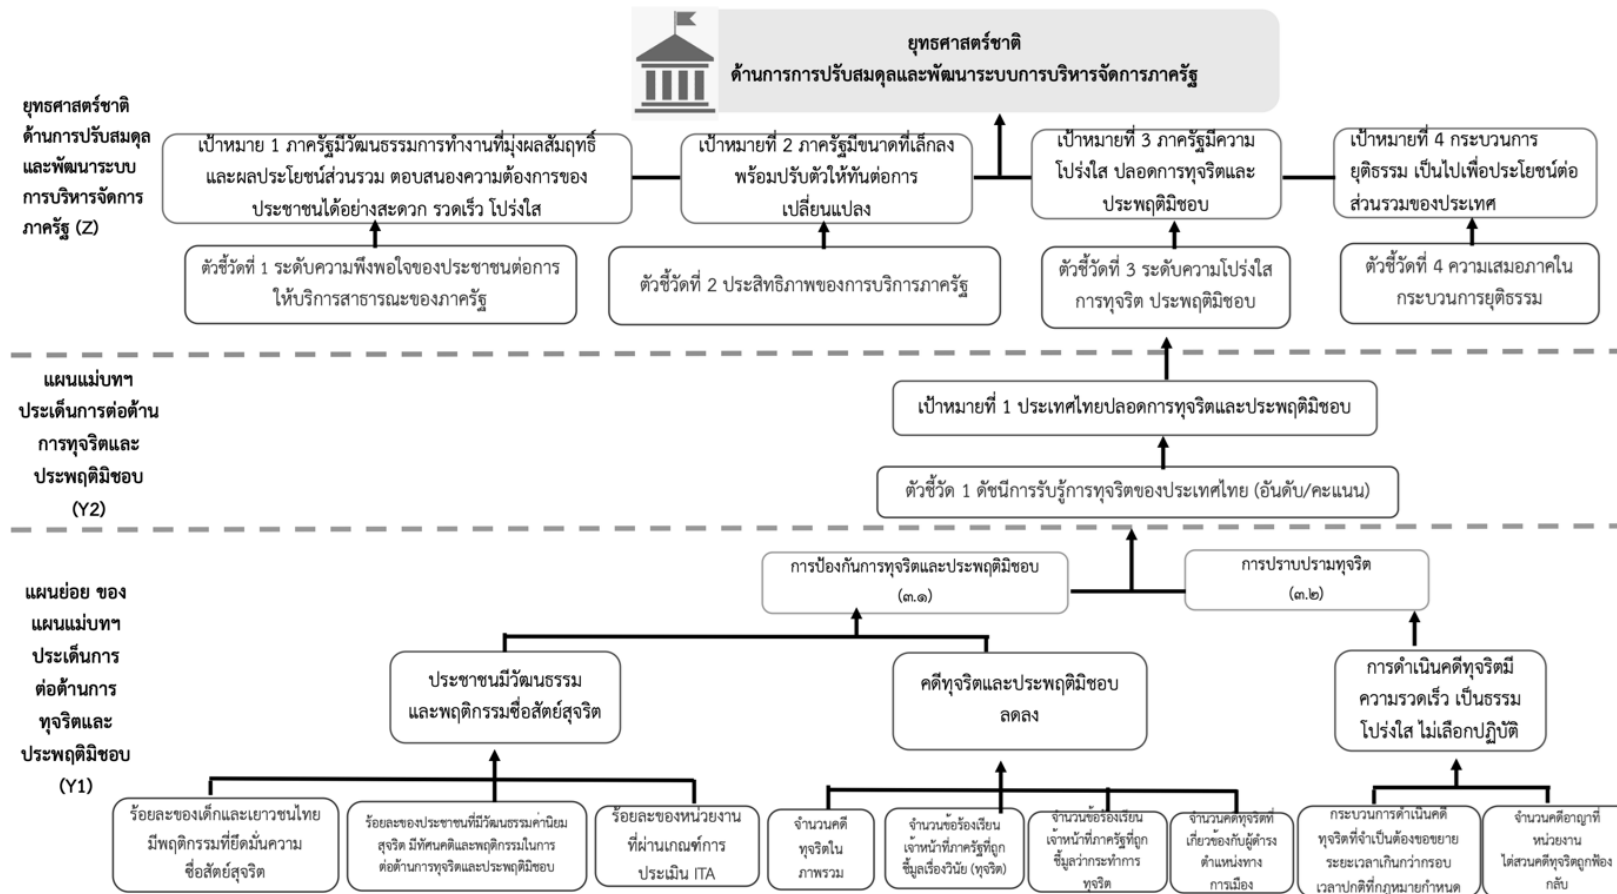 ยุทธศาสตร์ชาติ
ด้านการการปรับสมดุลและพัฒนาระบบการบริหารจัดการภาครัฐ
ยุทธศาสตร์ชาติ
ด้านการปรับสมดุล
และพัฒนาระบบ
การบริหารจัดการ
ภาครัฐ (Z)
เป้าหมาย 1 ภาครัฐมีวัฒนธรรมการทำงานที่มุ่งผลสัมฤทธิ์
และผลประโยชน์ส่วนรวม ตอบสนองความต้องการของ
ประชาชนได้อย่างสะดวก รวดเร็ว โปร่งใส
เป้าหมายที่ 2 ภาครัฐมีขนาดที่เล็กลง
พร้อมปรับตัวให้ทันต่อการ
เปลี่ยนแปลง
เป้าหมายที่ 3 ภาครัฐมีความ
โปร่งใส ปลอดการทุจริตและ
ประพฤติมิชอบ
เป้าหมายที่ 4 กระบวนการ
ยุติธรรม เป็นไปเพื่อประโยชน์ต่อ
ส่วนรวมของประเทศ
ตัวชี้วัดที่ 1 ระดับความพึงพอใจของประชาชนต่อการ
ให้บริการสาธารณะของภาครัฐ
ตัวชี้วัดที่ 2 ประสิทธิภาพของการบริการภาครัฐ
ตัวชี้วัดที่ 3 ระดับความโปร่งใส
การทุจริต ประพฤติมิชอบ
ตัวชี้วัดที่ 4 ความเสมอภาคใน
กระบวนการยุติธรรม
แผนแม่บทฯ
ประเด็นการต่อต้าน
การทุจริตและ
ประพฤติมิชอบ
(Y2)
เป้าหมายที่ 1 ประเทศไทยปลอดการทุจริตและประพฤติมิชอบ
ตัวชี้วัด 1 ดัชนีการรับรู้การทุจริตของประเทศไทย (อันดับ/คะแนน)
แผนย่อย ของ
แผนแม่บทฯ
ประเด็นการ
ต่อต้านการ
ทุจริตและ
ประพฤติมิชอบ
(Y1)
การป้องกันการทุจริตและประพฤติมิชอบ
(๓.๑)
การปราบปรามทุจริต
(๓.๒)
ประชาชนมีวัฒนธรรม
และพฤติกรรมซื่อสัตย์สุจริต
คดีทุจริตและประพฤติมิชอบ
ลดลง
การดำเนินคดีทุจริตมี
ความรวดเร็ว เป็นธรรม
โปร่งใส ไม่เลือกปฏิบัติ
ร้อยละของเด็กและเยาวชนไทย
มีพฤติกรรมที่ยึดมั่นความ
ซื่อสัตย์สุจริต
ร้อยละของประชาชนที่มีวัฒนธรรมค่านิยม
สุจริต มีทัศนคติและพฤติกรรมในการ
ต่อต้านการทุจริตและประพฤติมิชอบ
ร้อยละของหน่วยงาน
ที่ผ่านเกณฑ์การ
ประเมิน ITA
จำนวนคดี
ทุจริตใน
ภาพรวม
จำนวนข้อร้องเรียน
เจ้าหน้าที่ภาครัฐที่ถูก
ชี้มูลเรื่องวินัย (ทุจริต)
จำนวนข้อร้องเรียน
เจ้าหน้าที่ภาครัฐที่ถูก
ชี้มูลว่ากระทำการ
ทุจริต
จำนวนคดีทุจริตที่
เกี่ยวข้องกับผู้ดำรง
ตำแหน่งทาง
การเมือง
กระบวนการดำเนินคดี
ทุจริตที่จำเป็นต้องขอขยาย
ระยะเวลาเกินกว่ากรอบ
เวลาปกติที่กฎหมายกำหนด
จำนวนคดีอาญาที่
หน่วยงาน
ไต่สวนคดีทุจริตถูกฟ้อง
กลับ